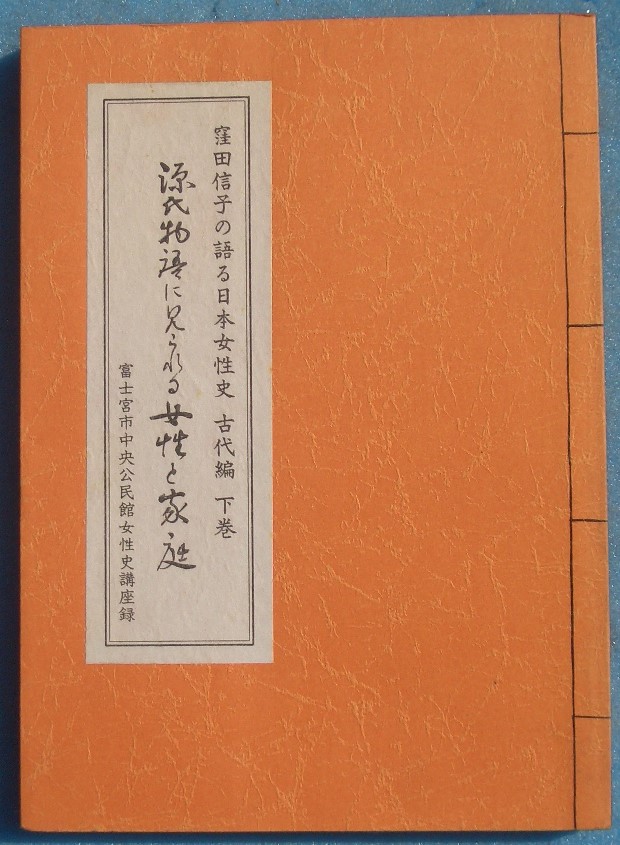 窪田信子の語る日本女性史 古代編 下巻
源氏物語に見られる女性と家庭
富士宮市中央公民館女性史講座録